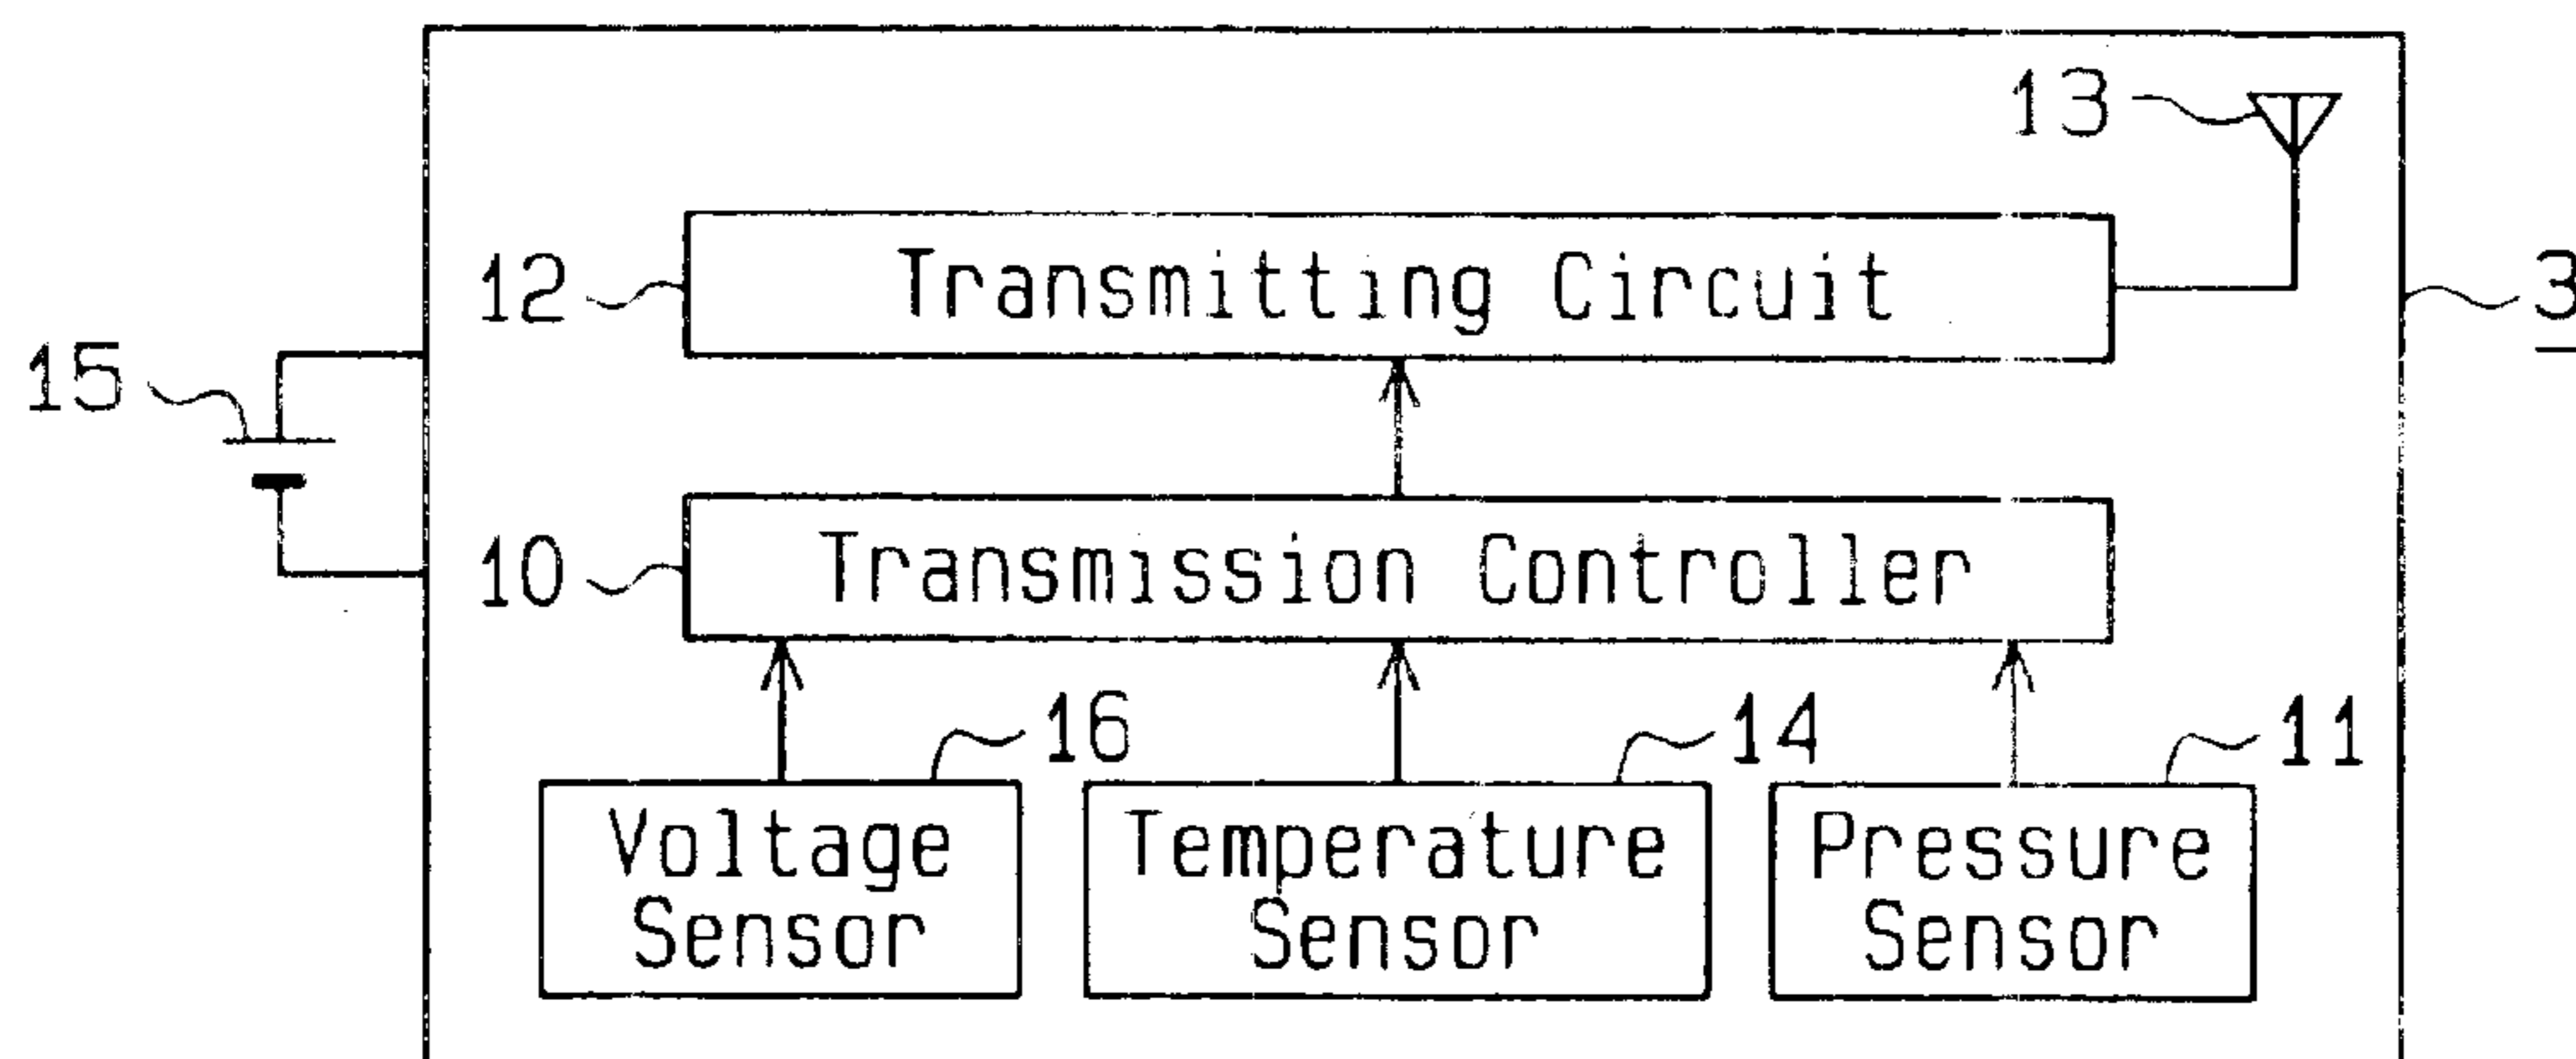 13
12 Transmitting Circuit
3
15
10 Transmission Controller
16 14 11
Voltage Sensor
Temperature Sensor
Pressure Sensor